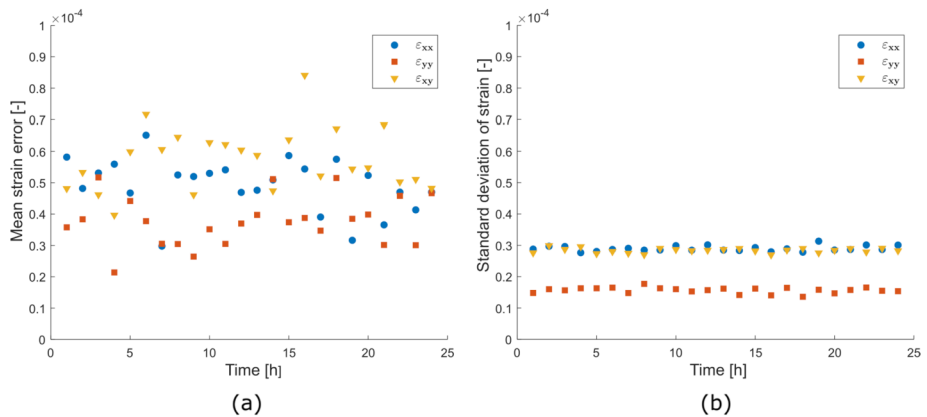 ×10⁻⁴
1
0.9
0.8
0.7
0.6
0.5
0.4
0.3
0.2
0.1
0
Mean strain error [-]
εxx
εyy
εxy
0 5 10 15 20 25
Time [h]
(a)
×10⁻⁴
1
0.9
0.8
0.7
0.6
0.5
0.4
0.3
0.2
0.1
0
Standard deviation of strain [-]
εxx
εyy
εxy
0 5 10 15 20 25
Time [h]
(b)